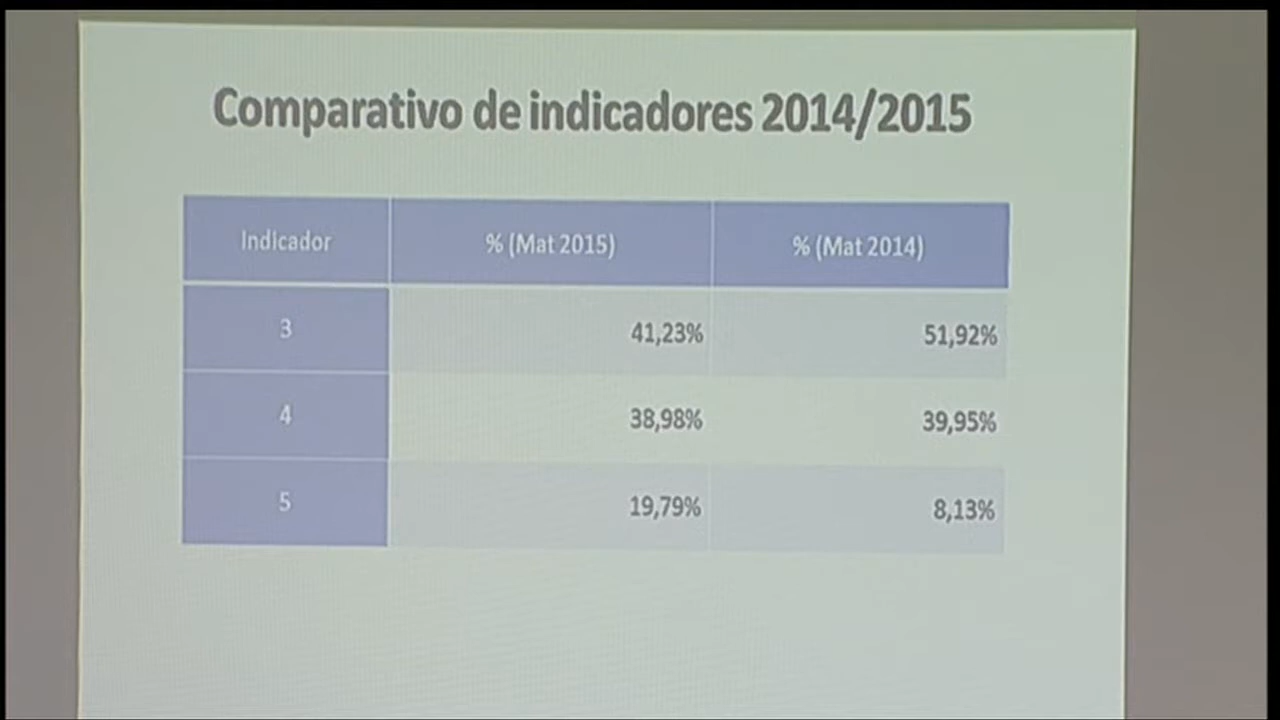 Comparativo de indicadores 2014/2015
Indicador % (Mat 2015) % (Mat 2014)
3 41,23% 51,92%
4 38,98% 39,95%
5 19,79% 8,13%